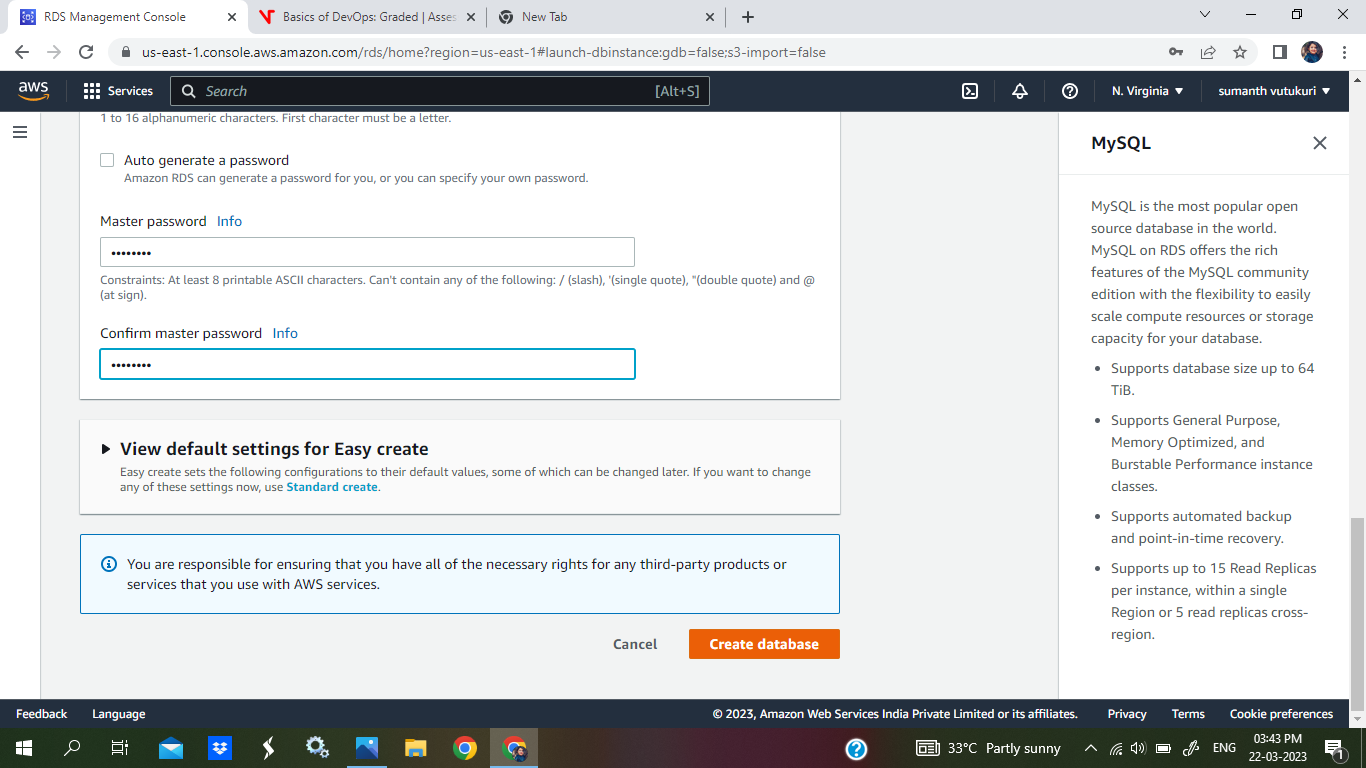 RDS Management Console
Basics of DevOps: Graded | Asses
New Tab
us-east-1.console.aws.amazon.com/rds/home?region=us-east-1#launch-dbinstance:gdb=false;s3-import=false
aws
Services
Search
[Alt+S]
N. Virginia
sumanth vutukuri
1 to 16 alphanumeric characters. First character must be a letter.
Auto generate a password
Amazon RDS can generate a password for you, or you can specify your own password.
Master password Info
••••••••
Constraints: At least 8 printable ASCII characters. Can't contain any of the following: / (slash), '(single quote), "(double quote) and @
(at sign).
Confirm master password Info
••••••••
View default settings for Easy create
Easy create sets the following configurations to their default values, some of which can be changed later. If you want to change
any of these settings now, use Standard create.
You are responsible for ensuring that you have all of the necessary rights for any third-party products or
services that you use with AWS services.
Cancel
Create database
MySQL
MySQL is the most popular open
source database in the world.
MySQL on RDS offers the rich
features of the MySQL community
edition with the flexibility to easily
scale compute resources or storage
capacity for your database.
• Supports database size up to 64
TiB.
• Supports General Purpose,
Memory Optimized, and
Burstable Performance instance
classes.
• Supports automated backup
and point-in-time recovery.
• Supports up to 15 Read Replicas
per instance, within a single
Region or 5 read replicas cross-
region.
Feedback
Language
© 2023, Amazon Web Services India Private Limited or its affiliates.
Privacy
Terms
Cookie preferences
33°C Partly sunny
ENG
03:43 PM
22-03-2023
1